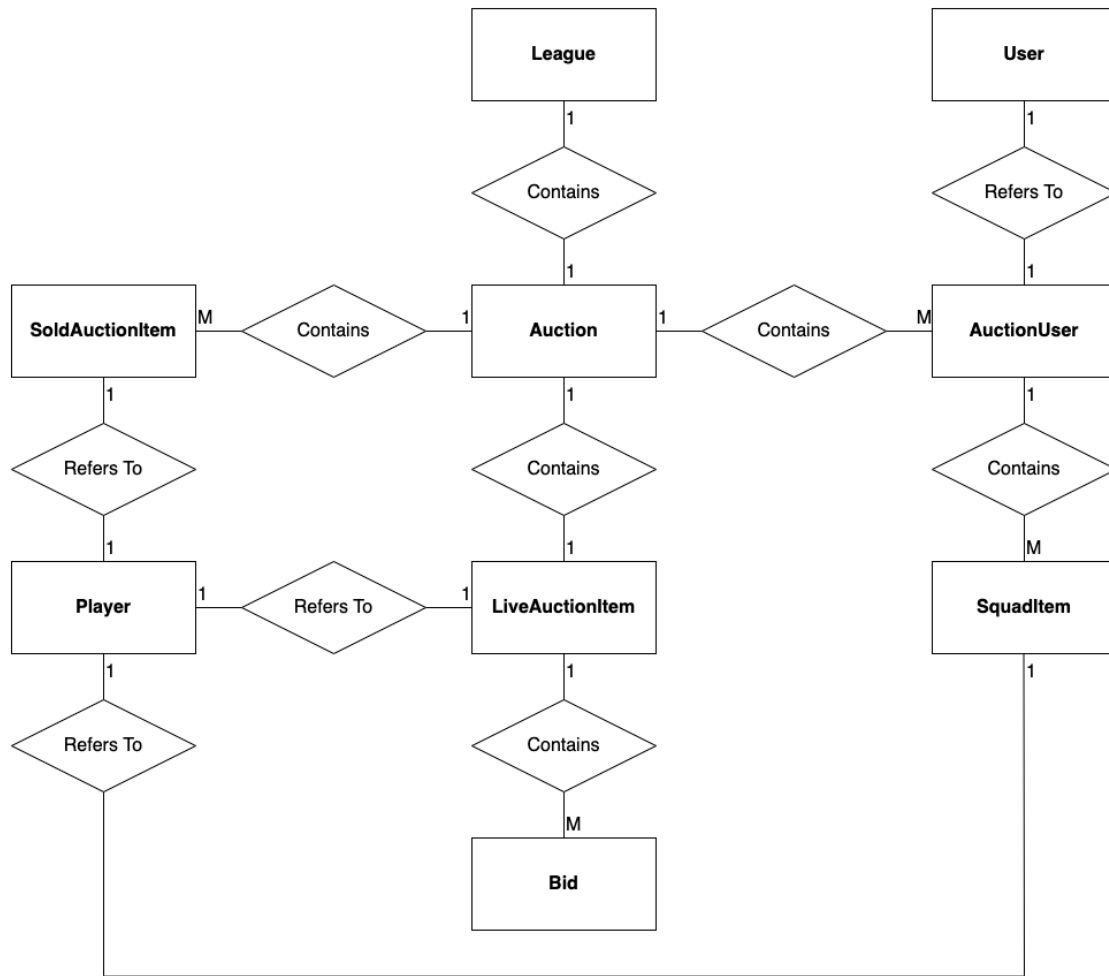 League
User
1
1
Contains
Refers To
1
1
SoldAuctionItem
M
Contains
1
Auction
1
Contains
M
AuctionUser
1
1
1
Refers To
Contains
Contains
1
1
M
Player
1
Refers To
1
LiveAuctionItem
SquadItem
1
1
1
Refers To
Contains
M
Bid